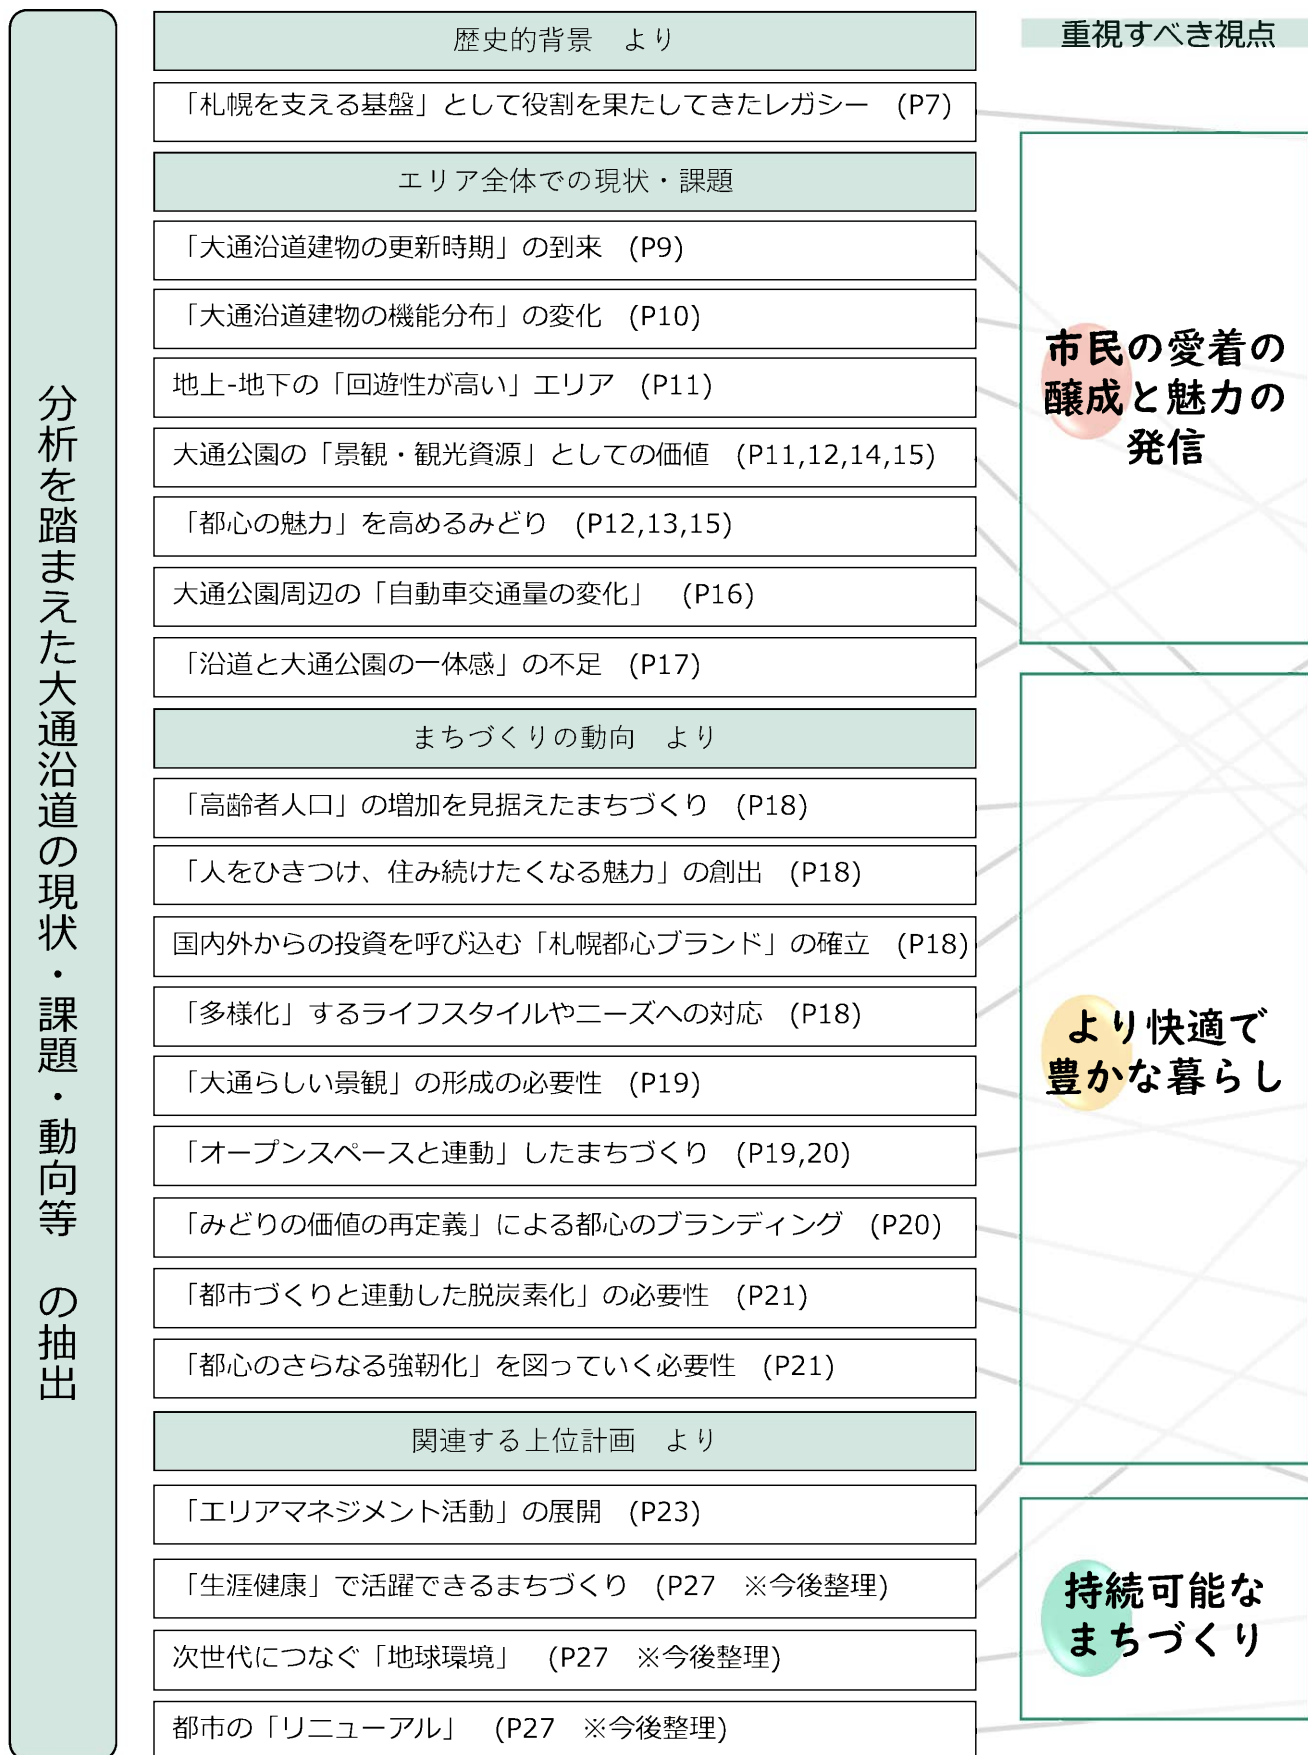 分析を踏まえた大通沿道の現状・課題・動向等　の抽出
歴史的背景　より
「札幌を支える基盤」として役割を果たしてきたレガシー　(P7)
エリア全体での現状・課題
「大通沿道建物の更新時期」の到来　(P9)
「大通沿道建物の機能分布」の変化　(P10)
地上-地下の「回遊性が高い」エリア　(P11)
大通公園の「景観・観光資源」としての価値　(P11,12,14,15)
「都心の魅力」を高めるみどり　(P12,13,15)
大通公園周辺の「自動車交通量の変化」　(P16)
「沿道と大通公園の一体感」の不足　(P17)
まちづくりの動向　より
「高齢者人口」の増加を見据えたまちづくり　(P18)
「人をひきつけ、住み続けたくなる魅力」の創出　(P18)
国内外からの投資を呼び込む「札幌都心ブランド」の確立　(P18)
「多様化」するライフスタイルやニーズへの対応　(P18)
「大通らしい景観」の形成の必要性　(P19)
「オープンスペースと連動」したまちづくり　(P19,20)
「みどりの価値の再定義」による都心のブランディング　(P20)
「都市づくりと連動した脱炭素化」の必要性　(P21)
「都心のさらなる強靭化」を図っていく必要性　(P21)
関連する上位計画　より
「エリアマネジメント活動」の展開　(P23)
「生涯健康」で活躍できるまちづくり　(P27　※今後整理)
次世代につなぐ「地球環境」　(P27　※今後整理)
都市の「リニューアル」　(P27　※今後整理)
重視すべき視点
市民の愛着の
醸成と魅力の
発信
より快適で
豊かな暮らし
持続可能な
まちづくり